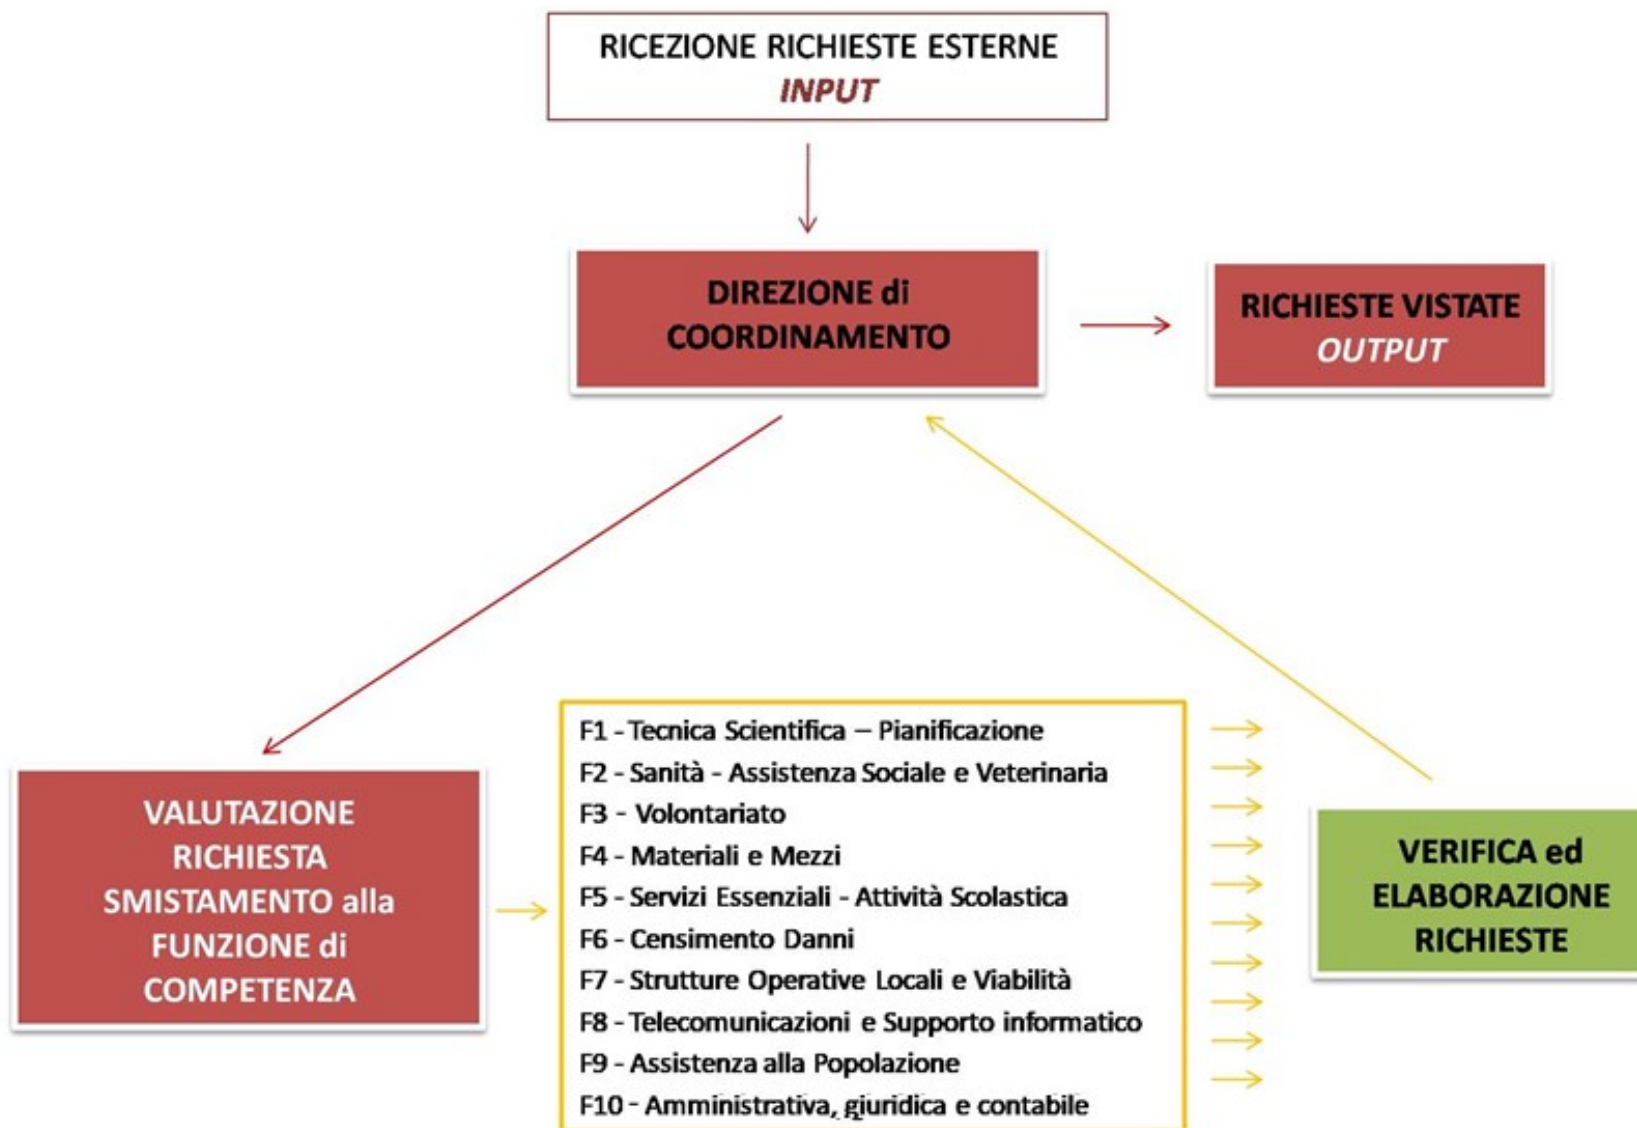 RICEZIONE RICHIESTE ESTERNE
INPUT
DIREZIONE di
COORDINAMENTO
RICHIESTE VISTATE
OUTPUT
VALUTAZIONE
RICHIESTA
SMISTAMENTO alla
FUNZIONE di
COMPETENZA
F1 - Tecnica Scientifica – Pianificazione
F2 - Sanità - Assistenza Sociale e Veterinaria
F3 - Volontariato
F4 - Materiali e Mezzi
F5 - Servizi Essenziali - Attività Scolastica
F6 - Censimento Danni
F7 - Strutture Operative Locali e Viabilità
F8 - Telecomunicazioni e Supporto informatico
F9 - Assistenza alla Popolazione
F10 - Amministrativa, giuridica e contabile
VERIFICA ed
ELABORAZIONE
RICHIESTE